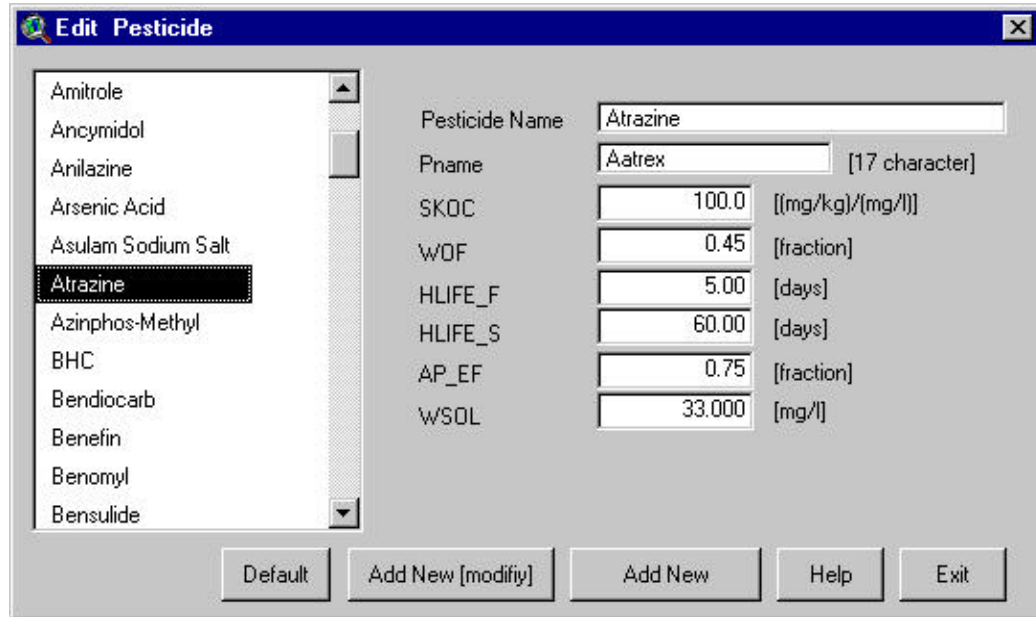 Edit Pesticide
Amitrole
Ancymidol
Anilazine
Arsenic Acid
Asulam Sodium Salt
Atrazine
Azinphos-Methyl
BHC
Bendiocarb
Benefin
Benomyl
Bensulide
Pesticide Name Atrazine
Pname Aatrex [17 character]
SKOC 100.0 [(mg/kg)/(mg/l)]
WOF 0.45 [fraction]
HLIFE_F 5.00 [days]
HLIFE_S 60.00 [days]
AP_EF 0.75 [fraction]
WSOL 33.000 [mg/l]
Default Add New [modifiy] Add New Help Exit